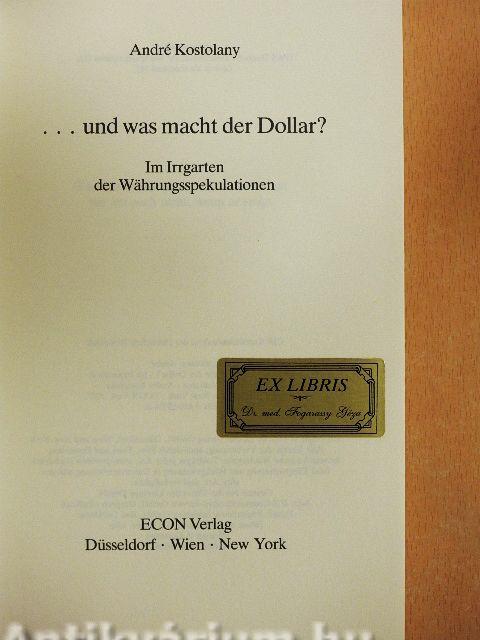 André Kostolany
. . . und was macht der Dollar?
Im Irrgarten
der Währungsspekulationen
EX LIBRIS
Dr. med. Fogarassy Géza
ECON Verlag
Düsseldorf · Wien · New York
Antikvárium.hu